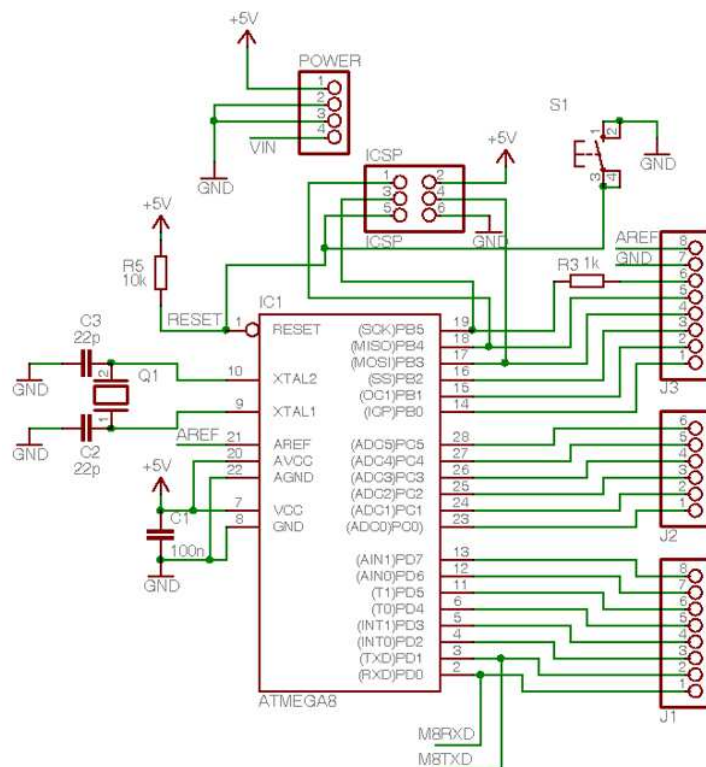 +5V
POWER
1
2
3
4
VIN
GND
S1
1
2
3
4
GND
+5V
ICSP
1
2
3
4
5
6
ICSP
GND
+5V
R5
10k
RESET
AREF
GND
8
7
6
5
4
3
2
1
J3
R3 1k
IC1
1 RESET
(SCK)PB5 19
(MISO)PB4 18
(MOSI)PB3 17
(SS)PB2 16
(OC1)PB1 15
(ICP)PB0 14
C3
22p
GND
2
Q1
1
10 XTAL2
9 XTAL1
C2
22p
GND
AREF
21 AREF
20 AVCC
22 AGND
+5V
7 VCC
8 GND
C1
100n
GND
(ADC5)PC5 28
(ADC4)PC4 27
(ADC3)PC3 26
(ADC2)PC2 25
(ADC1)PC1 24
(ADC0)PC0) 23
6
5
4
3
2
1
J2
(AIN1)PD7 13
(AIN0)PD6 12
(T1)PD5 11
(T0)PD4 6
(INT1)PD3 5
(INT0)PD2 4
(TXD)PD1 3
(RXD)PD0 2
8
7
6
5
4
3
2
1
J1
ATMEGA8
M8RXD
M8TXD